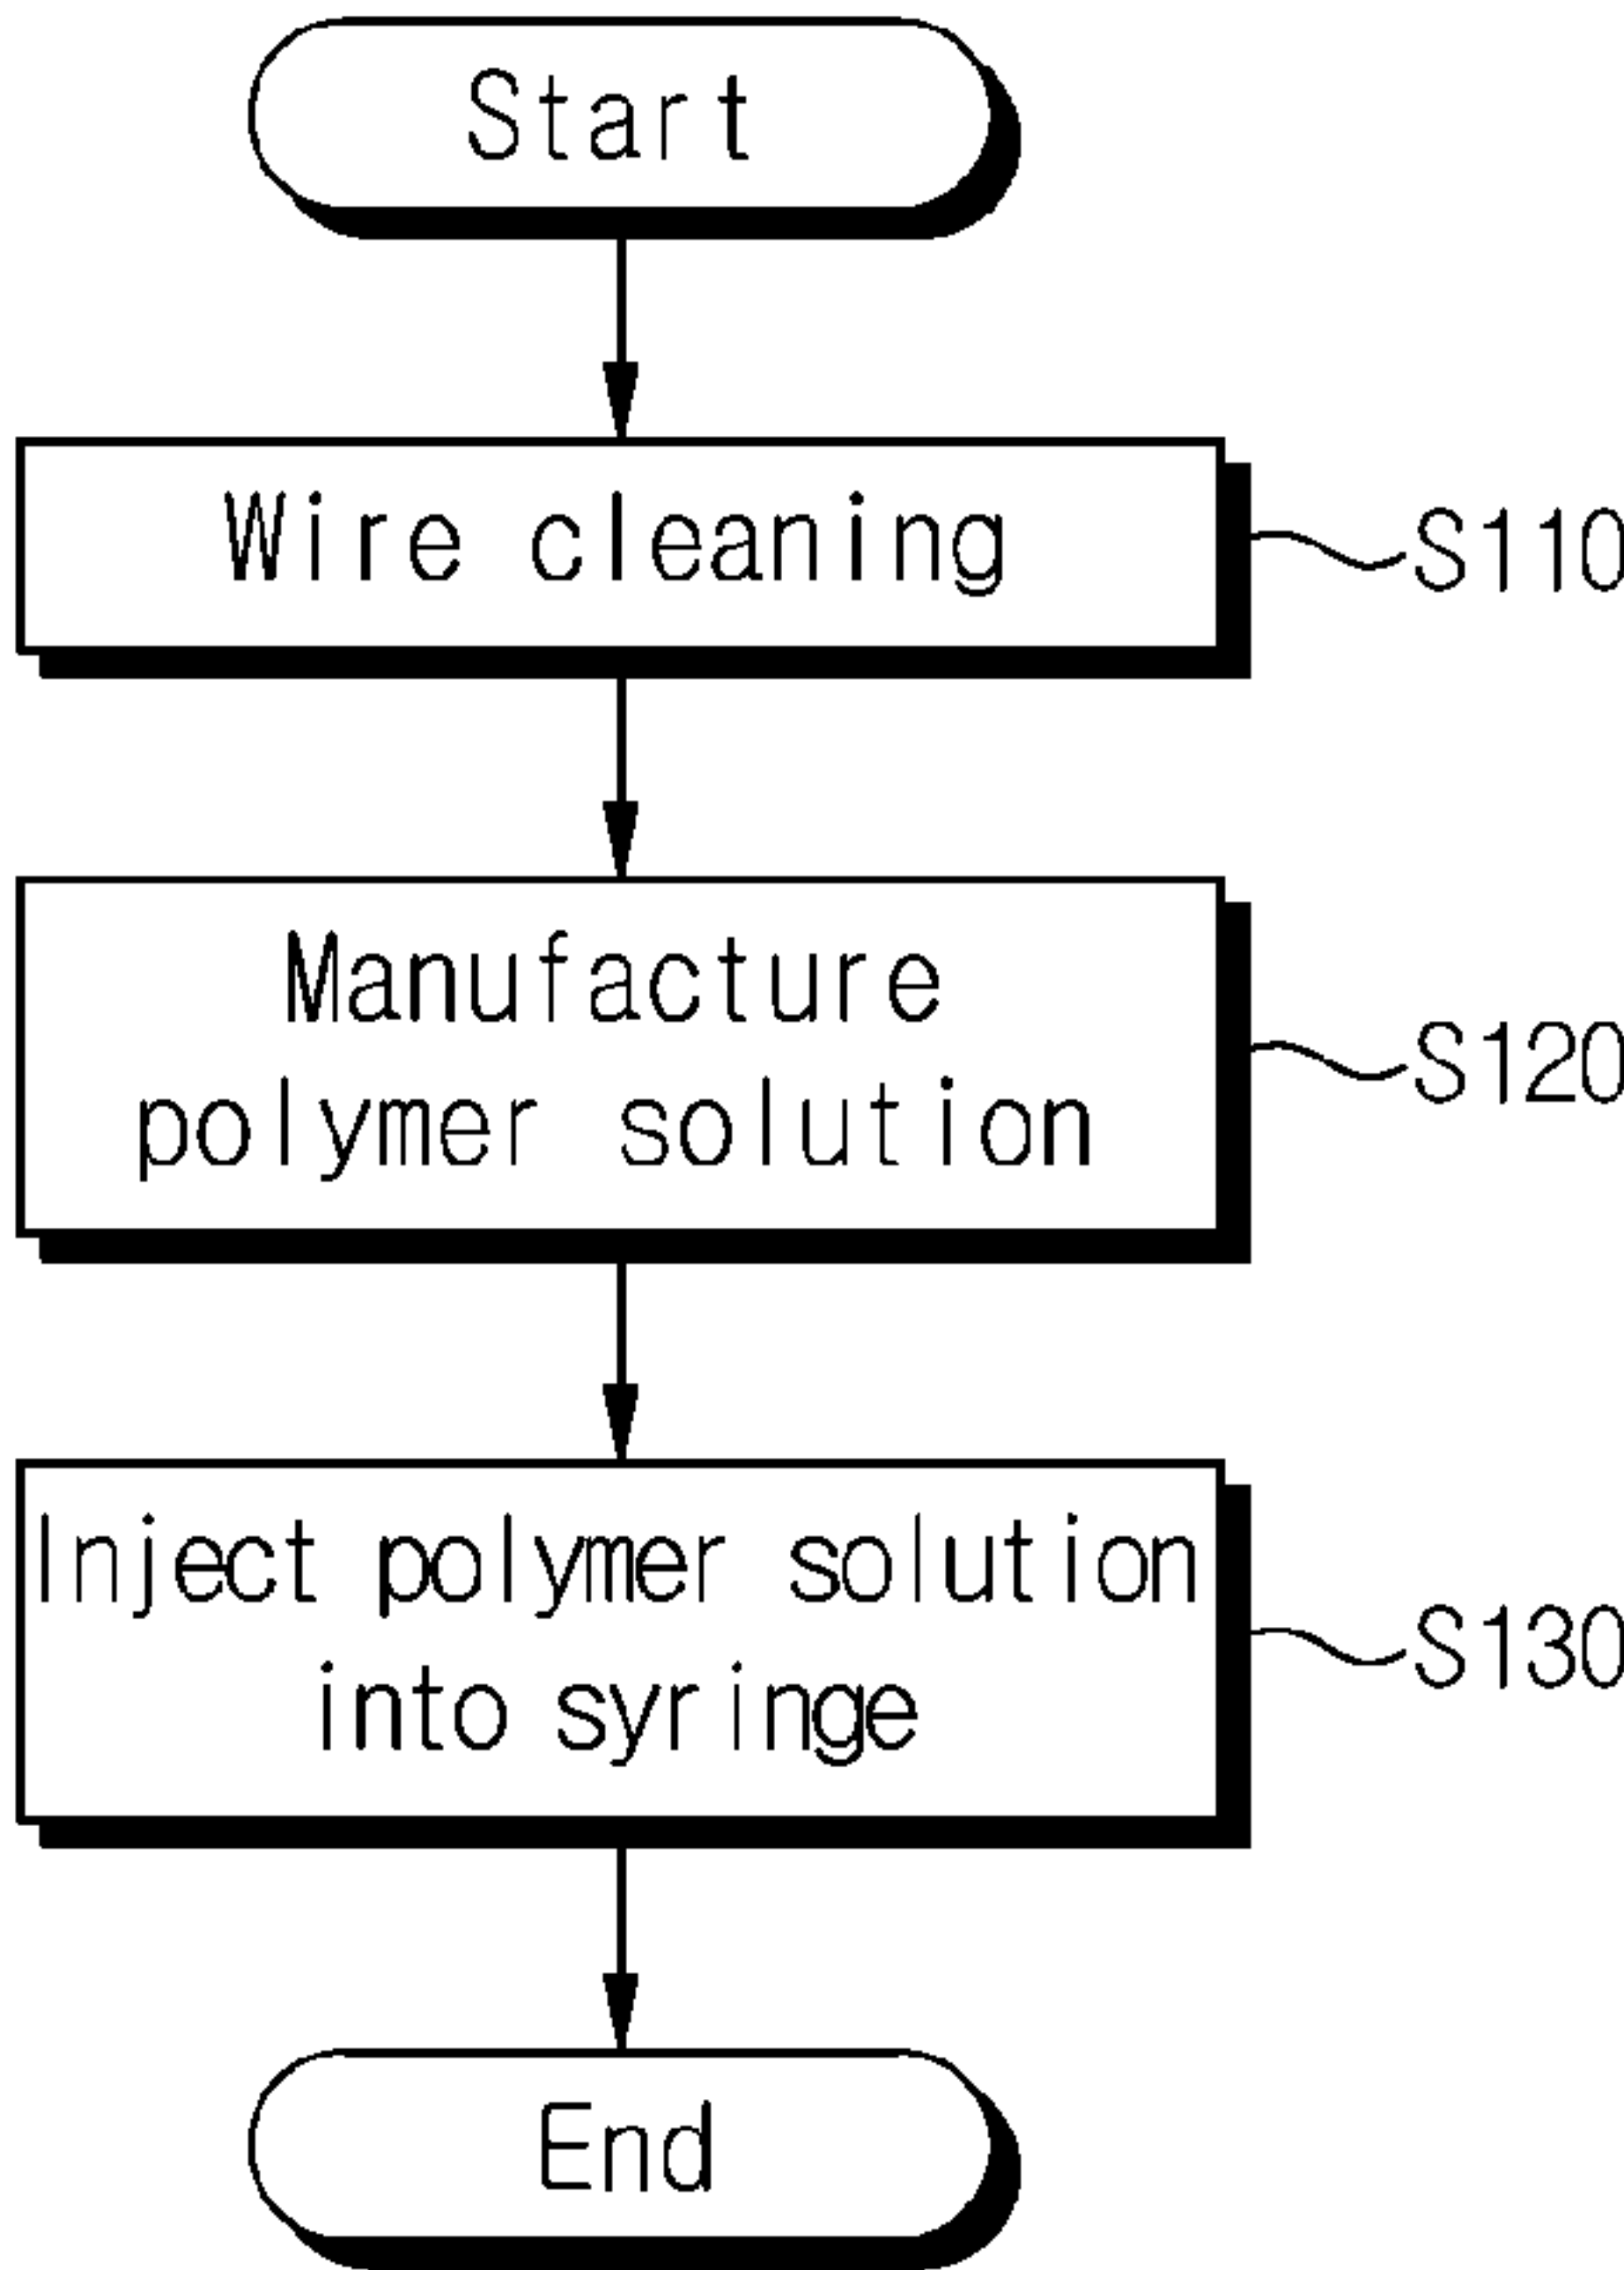 Start
Wire cleaning
S110
Manufacture
polymer solution
S120
Inject polymer solution
into syringe
S130
End